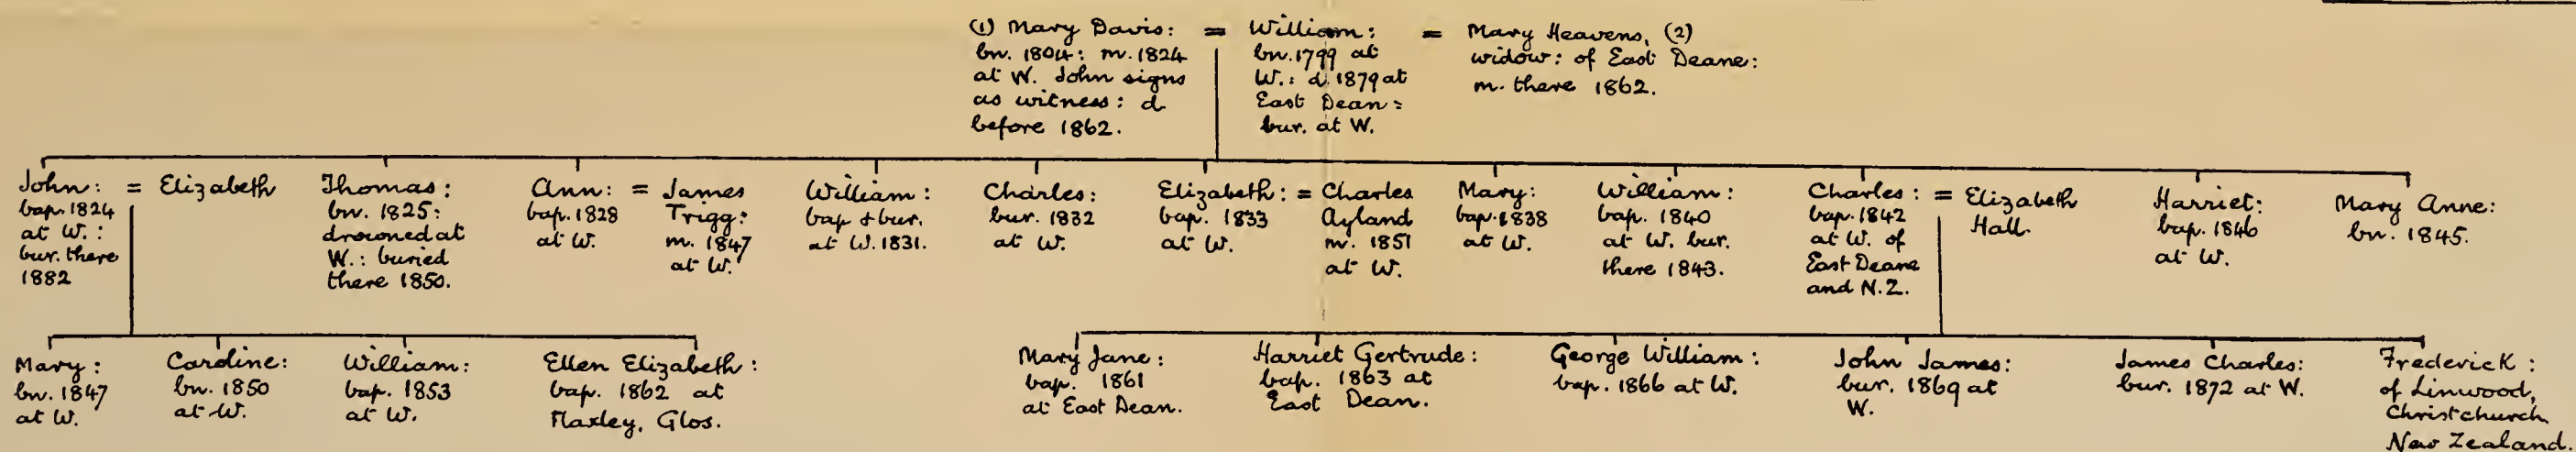 (1) Mary Davis:
bn. 1804: m. 1824
at W. John signs
as witness: d
before 1862.
=
William:
bn. 1799 at
W.: d. 1879 at
East Dean:
bur. at W.
=
Mary Heavens, (2)
widow: of East Deane:
m. there 1862.
John:
bap. 1824
at W.:
bur. there
1882
=
Elizabeth
Thomas:
bn. 1825:
drowned at
W.: buried
there 1850.
Ann:
bap. 1828
at W.
=
James
Trigg:
m. 1847
at W.
William:
bap & bur.
at W. 1831.
Charles:
bur. 1832
at W.
Elizabeth:
bap. 1833
at W.
=
Charles
Ayland
m. 1851
at W.
Mary:
bap. 1838
at W.
William:
bap. 1840
at W. bur.
there 1843.
Charles:
bap. 1842
at W. of
East Deane
and N.Z.
=
Elizabeth
Hall.
Harriet:
bap. 1846
at W.
Mary Anne:
bn. 1845.
Mary:
bn. 1847
at W.
Caroline:
bn. 1850
at W.
William:
bap. 1853
at W.
Ellen Elizabeth:
bap. 1862 at
Flaxley, Glos.
Mary Jane:
bap. 1861
at East Dean.
Harriet Gertrude:
bap. 1863 at
East Dean.
George William:
bap. 1866 at W.
John James:
bur. 1869 at
W.
James Charles:
bur. 1872 at W.
Frederick:
of Linwood,
Christchurch
New Zealand.